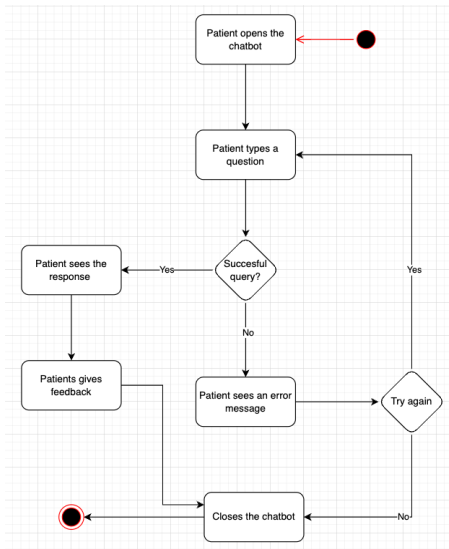 Patient opens the
chatbot
Patient types a
question
Succesful
query?
Yes
Patient sees the
response
Yes
No
Patients gives
feedback
Patient sees an error
message
Try again
Closes the chatbot
No